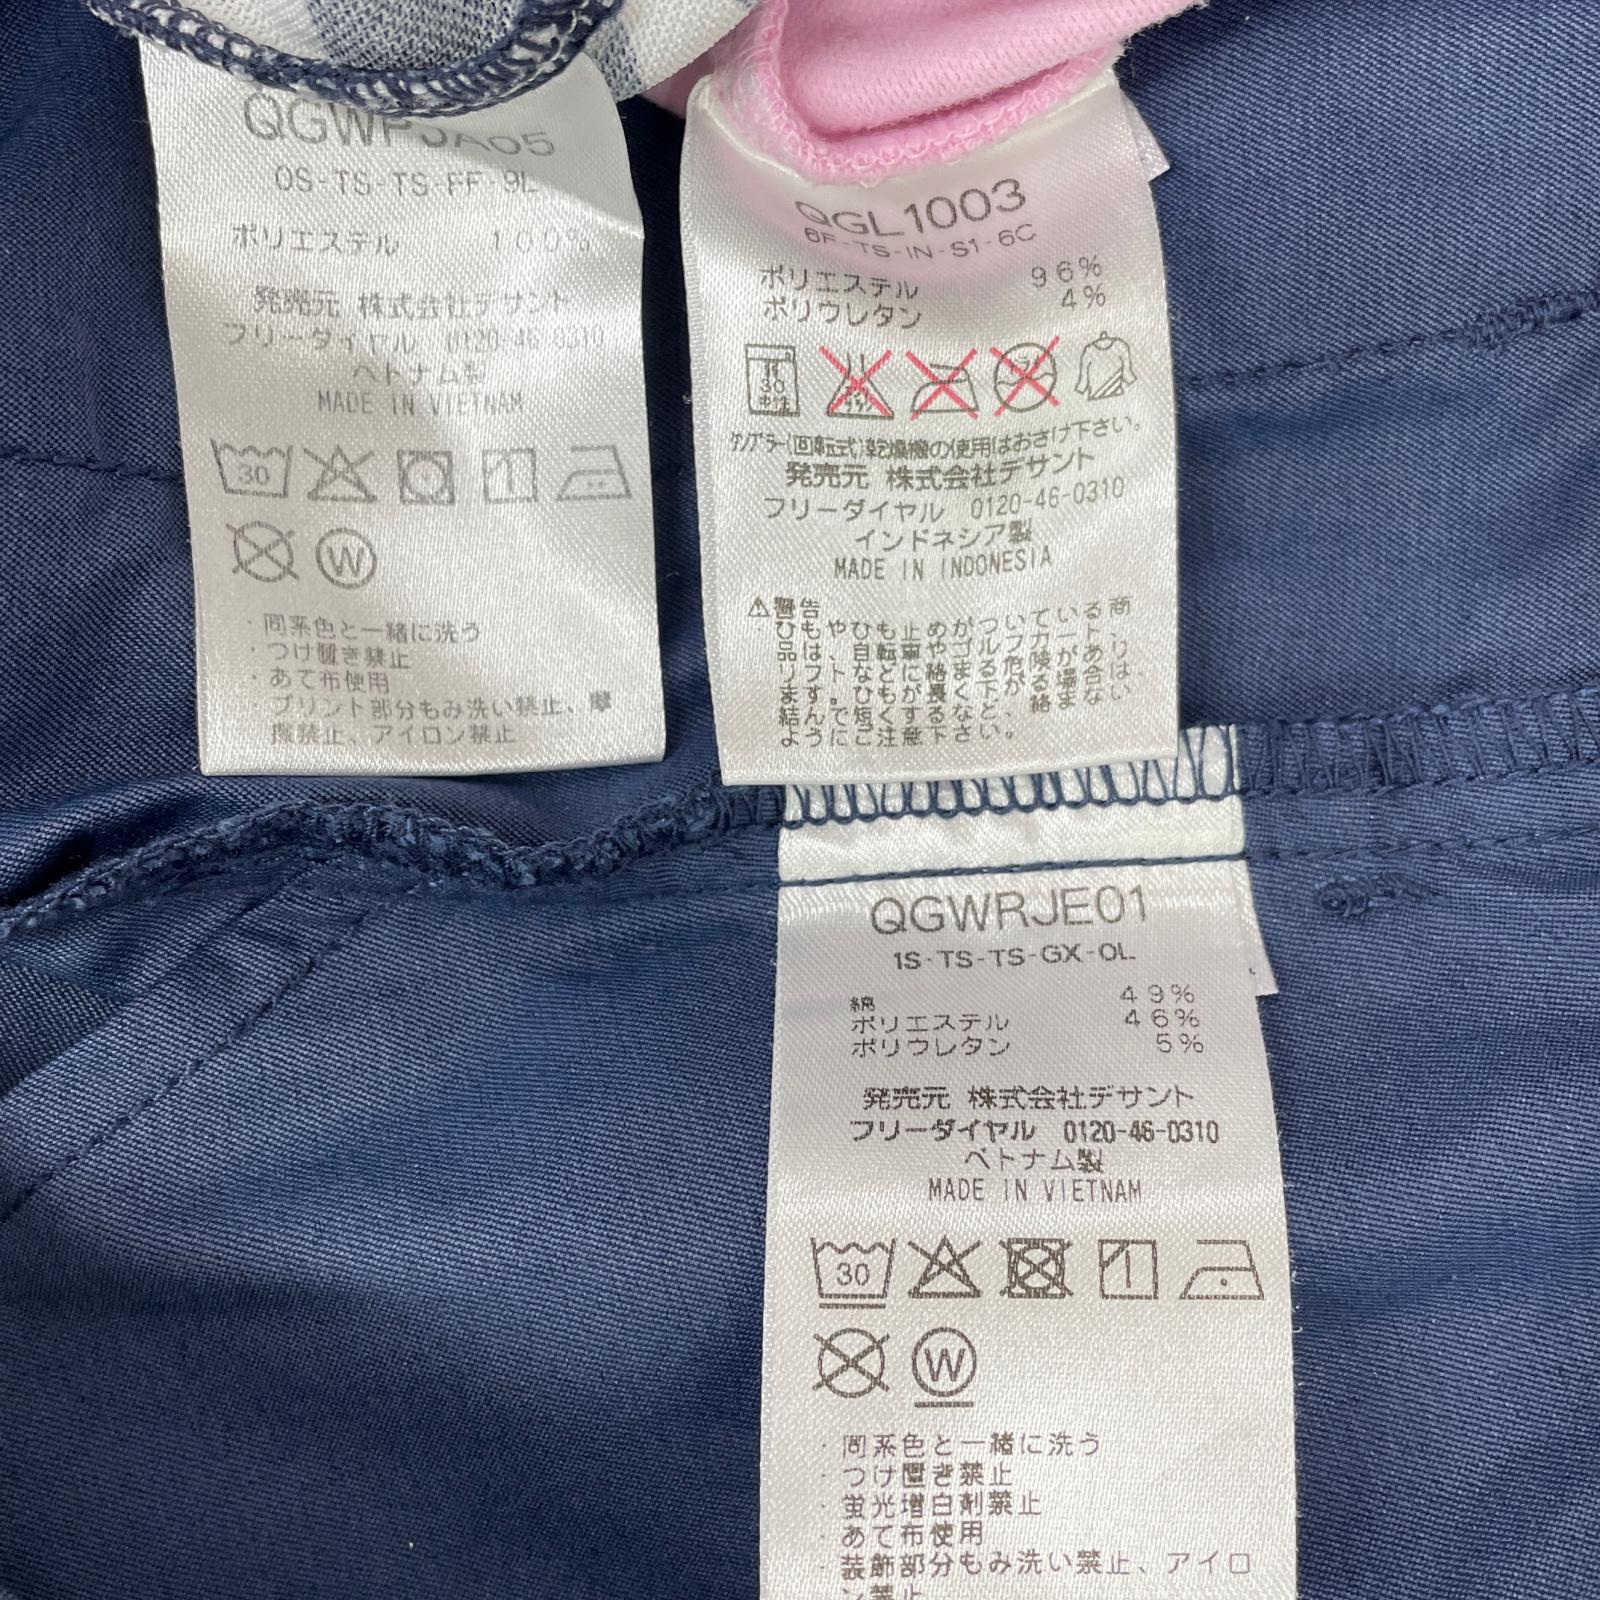 QGWPJA05
OS-TS-TS-FF-9L
ポリエステル 100%
発売元 株式会社デサント
フリーダイヤル 0120-46-0310
ベトナム製
MADE IN VIETNAM
30
W
・同系色と一緒に洗う
・つけ置き禁止
・あて布使用
・プリント部分もみ洗い禁止、摩
擦禁止、アイロン禁止
QGL1003
6F-TS-IN-S1-6C
ポリエステル 96%
ポリウレタン 4%
30
中性
タンブラー(回転式)乾燥機の使用はおさけ下さい。
発売元 株式会社デサント
フリーダイヤル 0120-46-0310
インドネシア製
MADE IN INDONESIA
⚠警告
ひもやひも止めがついている商
品は、自転車やゴルフカート、
リフトなどに絡まる危険があり
ます。ひもが長く下がる場合は、
結んで短くするなど、絡まない
ようにご注意下さい。
QGWRJE01
1S-TS-TS-GX-OL
綿 49%
ポリエステル 46%
ポリウレタン 5%
発売元 株式会社デサント
フリーダイヤル 0120-46-0310
ベトナム製
MADE IN VIETNAM
30
W
・同系色と一緒に洗う
・つけ置き禁止
・蛍光増白剤禁止
・あて布使用
・装飾部分もみ洗い禁止、アイロ
ン禁止